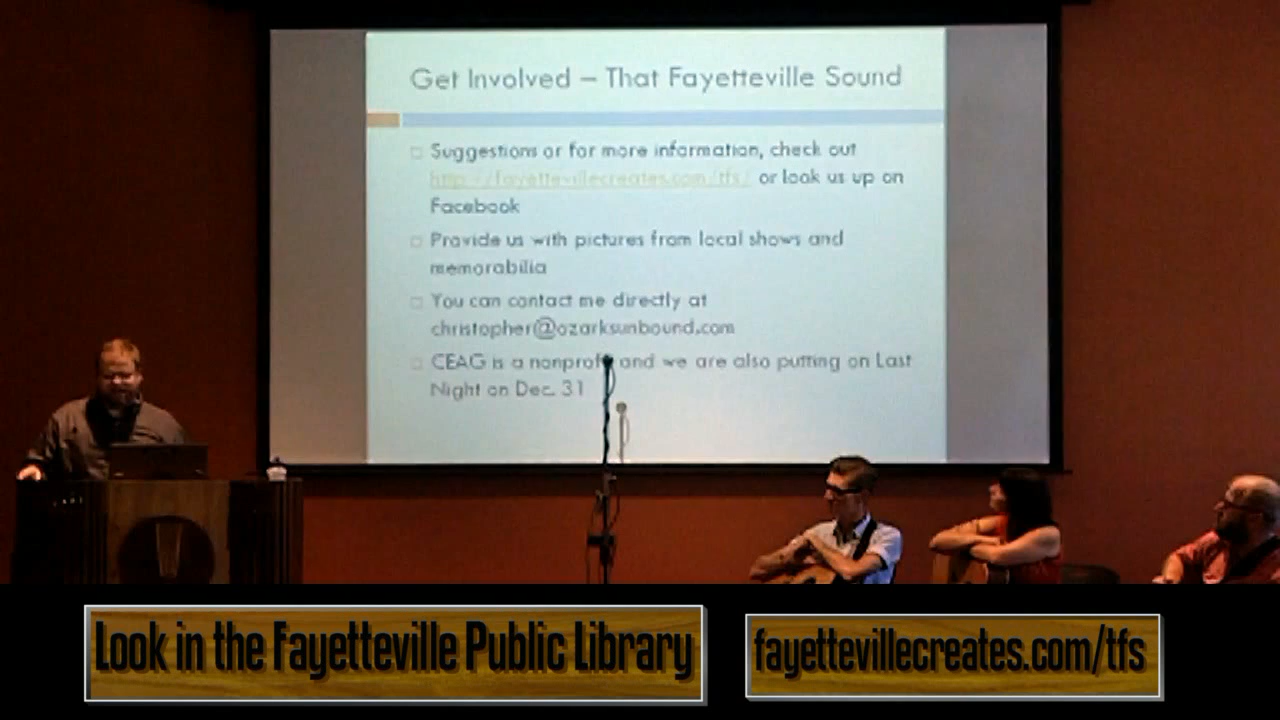 Get Involved – That Fayetteville Sound
Suggestions or for more information, check out
http://fayettevillecreates.com/tfs/ or look us up on
Facebook
Provide us with pictures from local shows and
memorabilia
You can contact me directly at
christopher@ozarksunbound.com
CEAG is a nonprofit and we are also putting on Last
Night on Dec. 31
Look in the Fayetteville Public Library
fayettevillecreates.com/tfs